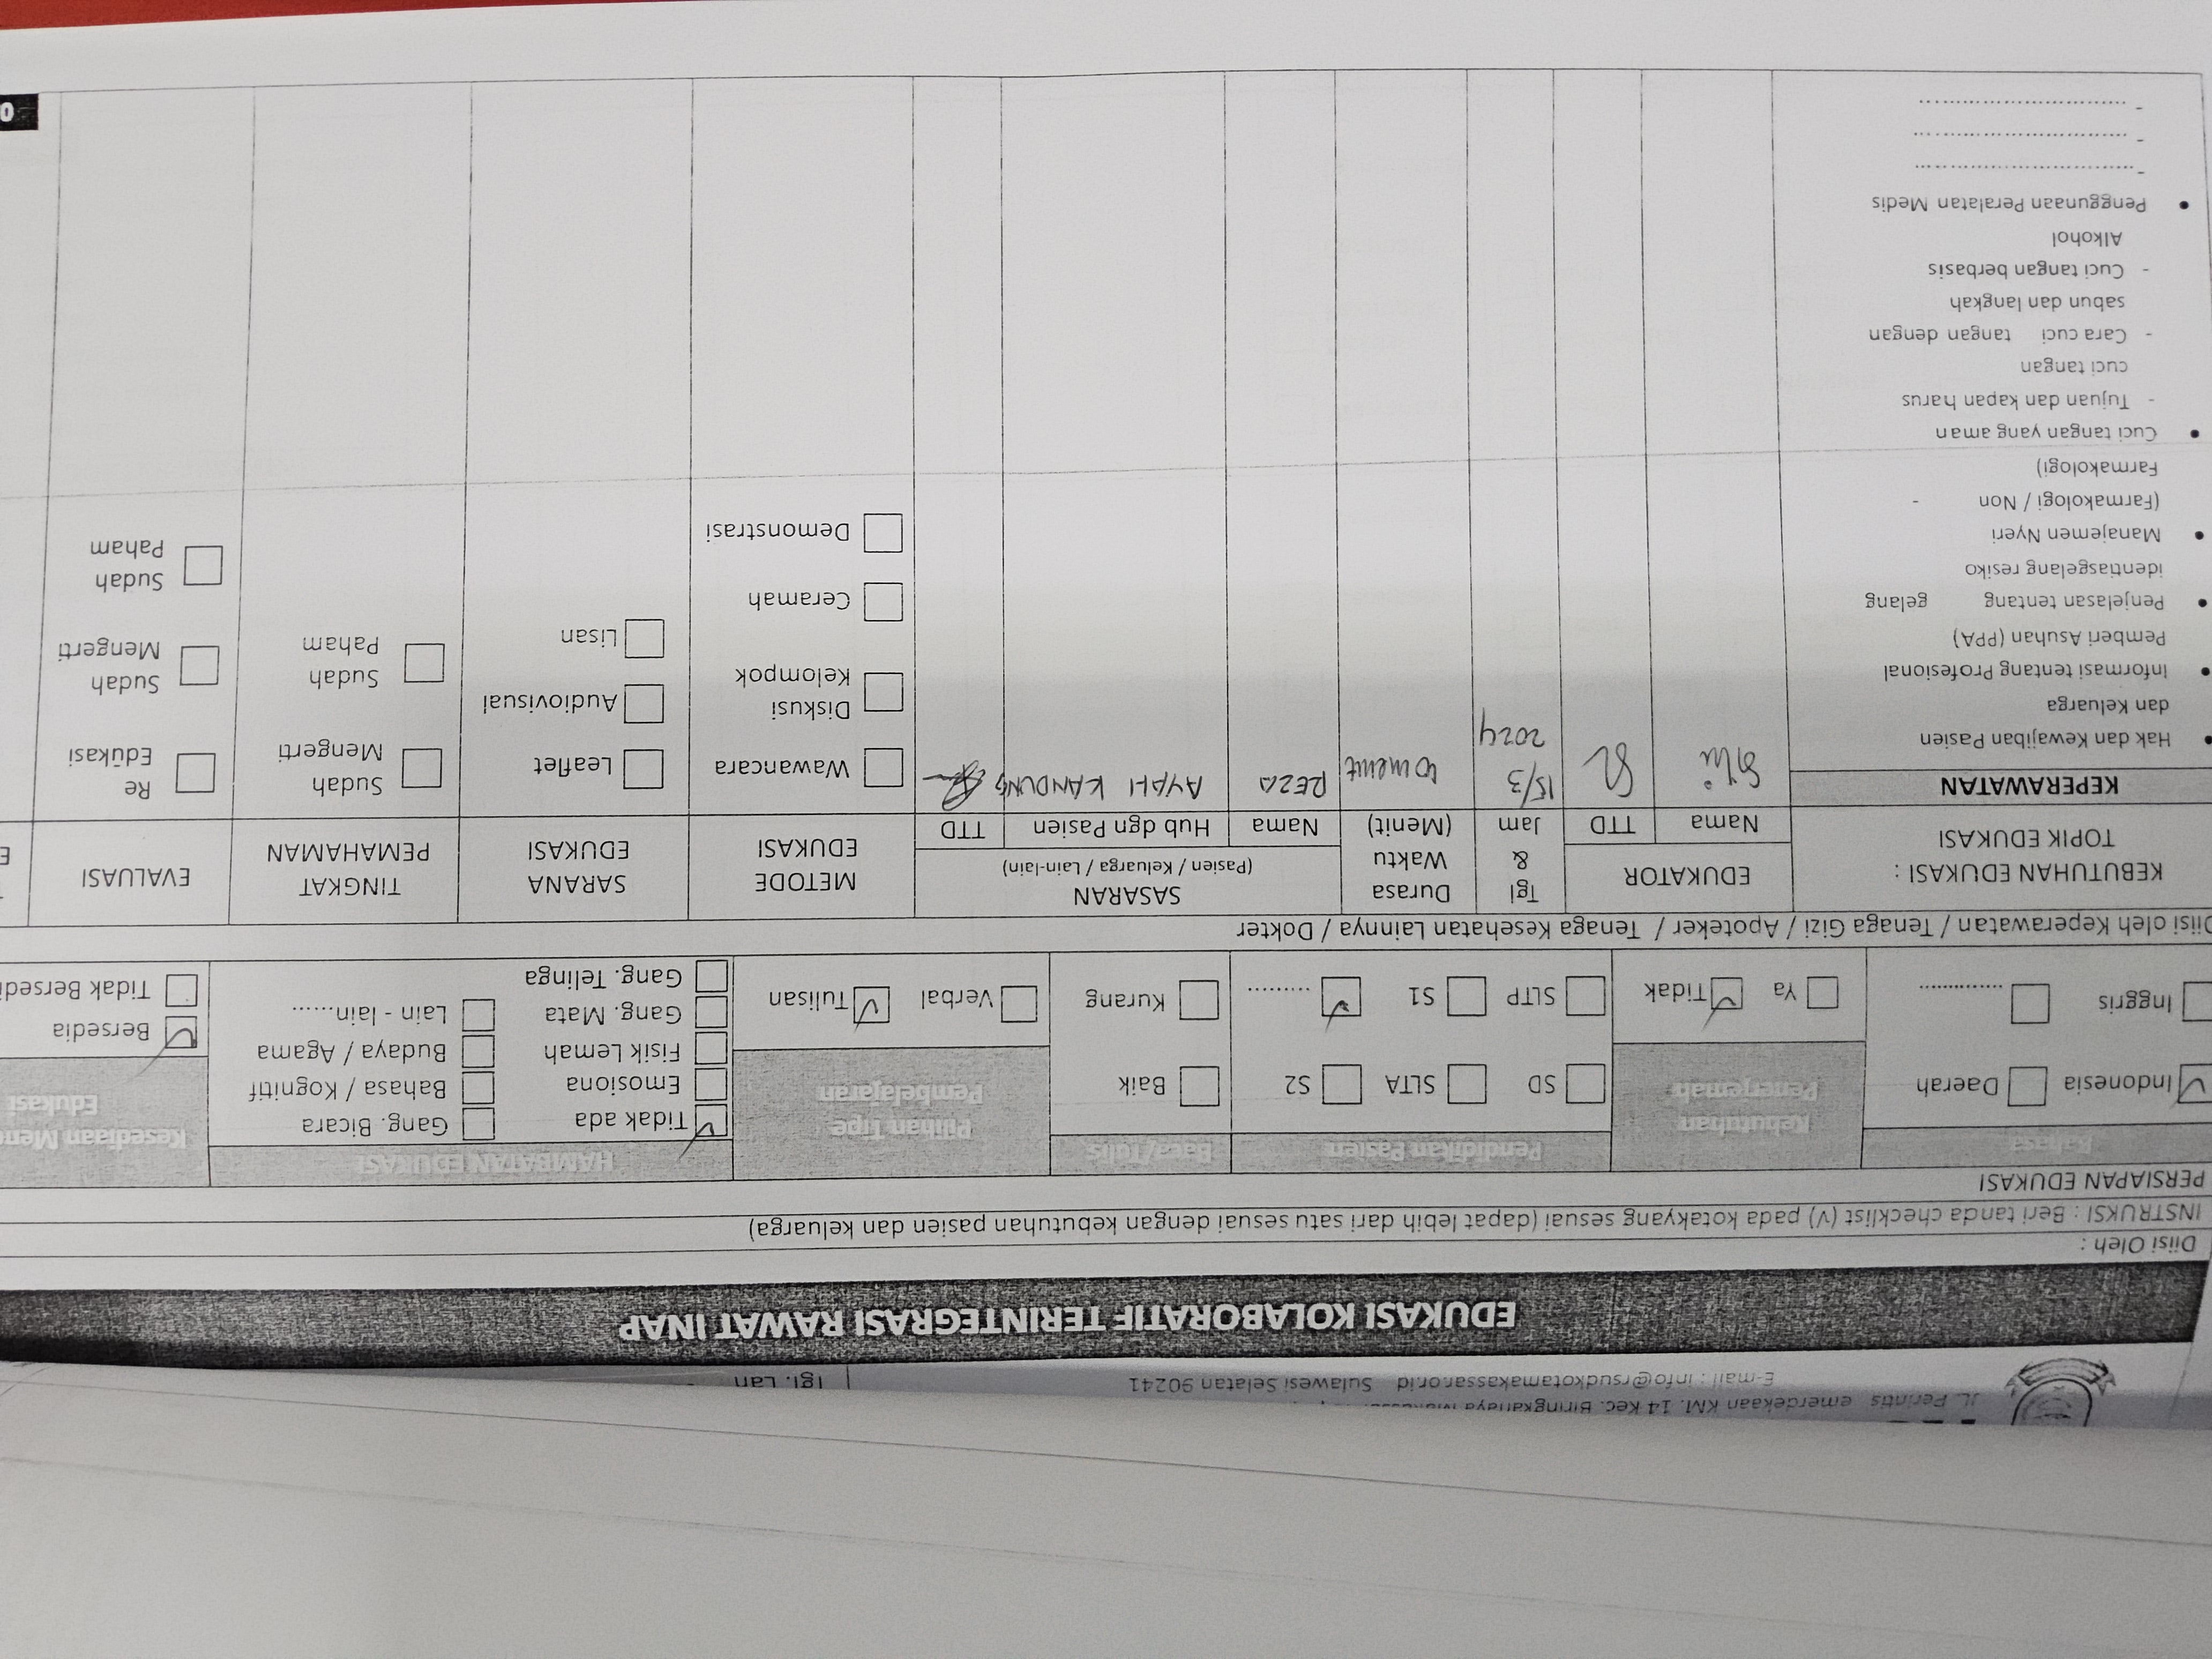 JL. Perintis emerdekaan KM. 14 Kec. Biringkanaya
E-mail : info@rsudkotamakassar.or.id Sulawesi Selatan 90241
Tgl. Lah
EDUKASI KOLABORATIF TERINTEGRASI RAWAT INAP
Diisi Oleh :
INSTRUKSI : Beri tanda checklist (V) pada kotakyang sesuai (dapat lebih dari satu sesuai dengan kebutuhan pasien dan keluarga)
PERSIAPAN EDUKASI
Bahasa
Indonesia Daerah
Inggris ..............
Kebutuhan
Penerjemah
Ya Tidak
Pendidikan Pasien
SD SLTA S2
SLTP S1 ..........
Baca/Tulis
Baik
Kurang
Pilihan Tipe
Pembelajaran
Verbal Tulisan
HAMBATAN EDUKASI
Tidak ada Gang. Bicara
Emosiona Bahasa / Kognitif
Fisik Lemah Budaya / Agama
Gang. Mata Lain - lain......
Gang. Telinga
Kesediaan Mene
Edukasi
Bersedia
Tidak Bersedi
Diisi oleh Keperawatan / Tenaga Gizi / Apoteker / Tenaga Kesehatan Lainnya / Dokter
KEBUTUHAN EDUKASI :
TOPIK EDUKASI
EDUKATOR
Nama TTD
Tgl
&
Jam
Durasa
Waktu
(Menit)
SASARAN
(Pasien / Keluarga / Lain-lain)
Nama Hub dgn Pasien TTD
METODE
EDUKASI
SARANA
EDUKASI
TINGKAT
PEMAHAMAN
EVALUASI
E
KEPERAWATAN
Hak dan Kewajiban Pasien
dan Keluarga
Informasi tentang Profesional
Pemberi Asuhan (PPA)
Penjelasan tentang gelang
identiasgelang resiko
Manajemen Nyeri
(Farmakologi / Non -
Farmakologi)
Cuci tangan yang aman
- Tujuan dan kapan harus
cuci tangan
- Cara cuci tangan dengan
sabun dan langkah
- Cuci tangan berbasis
Alkohol
Penggunaan Peralatan Medis
- ..............................
- ..............................
- ..............................
15/3
2024
10 menit
REZA
AYAH KANDUNG
Wawancara
Diskusi
Kelompok
Ceramah
Demonstrasi
Leaflet
Audiovisual
Lisan
Sudah
Mengerti
Sudah
Paham
Re
Edukasi
Sudah
Mengerti
Sudah
Paham